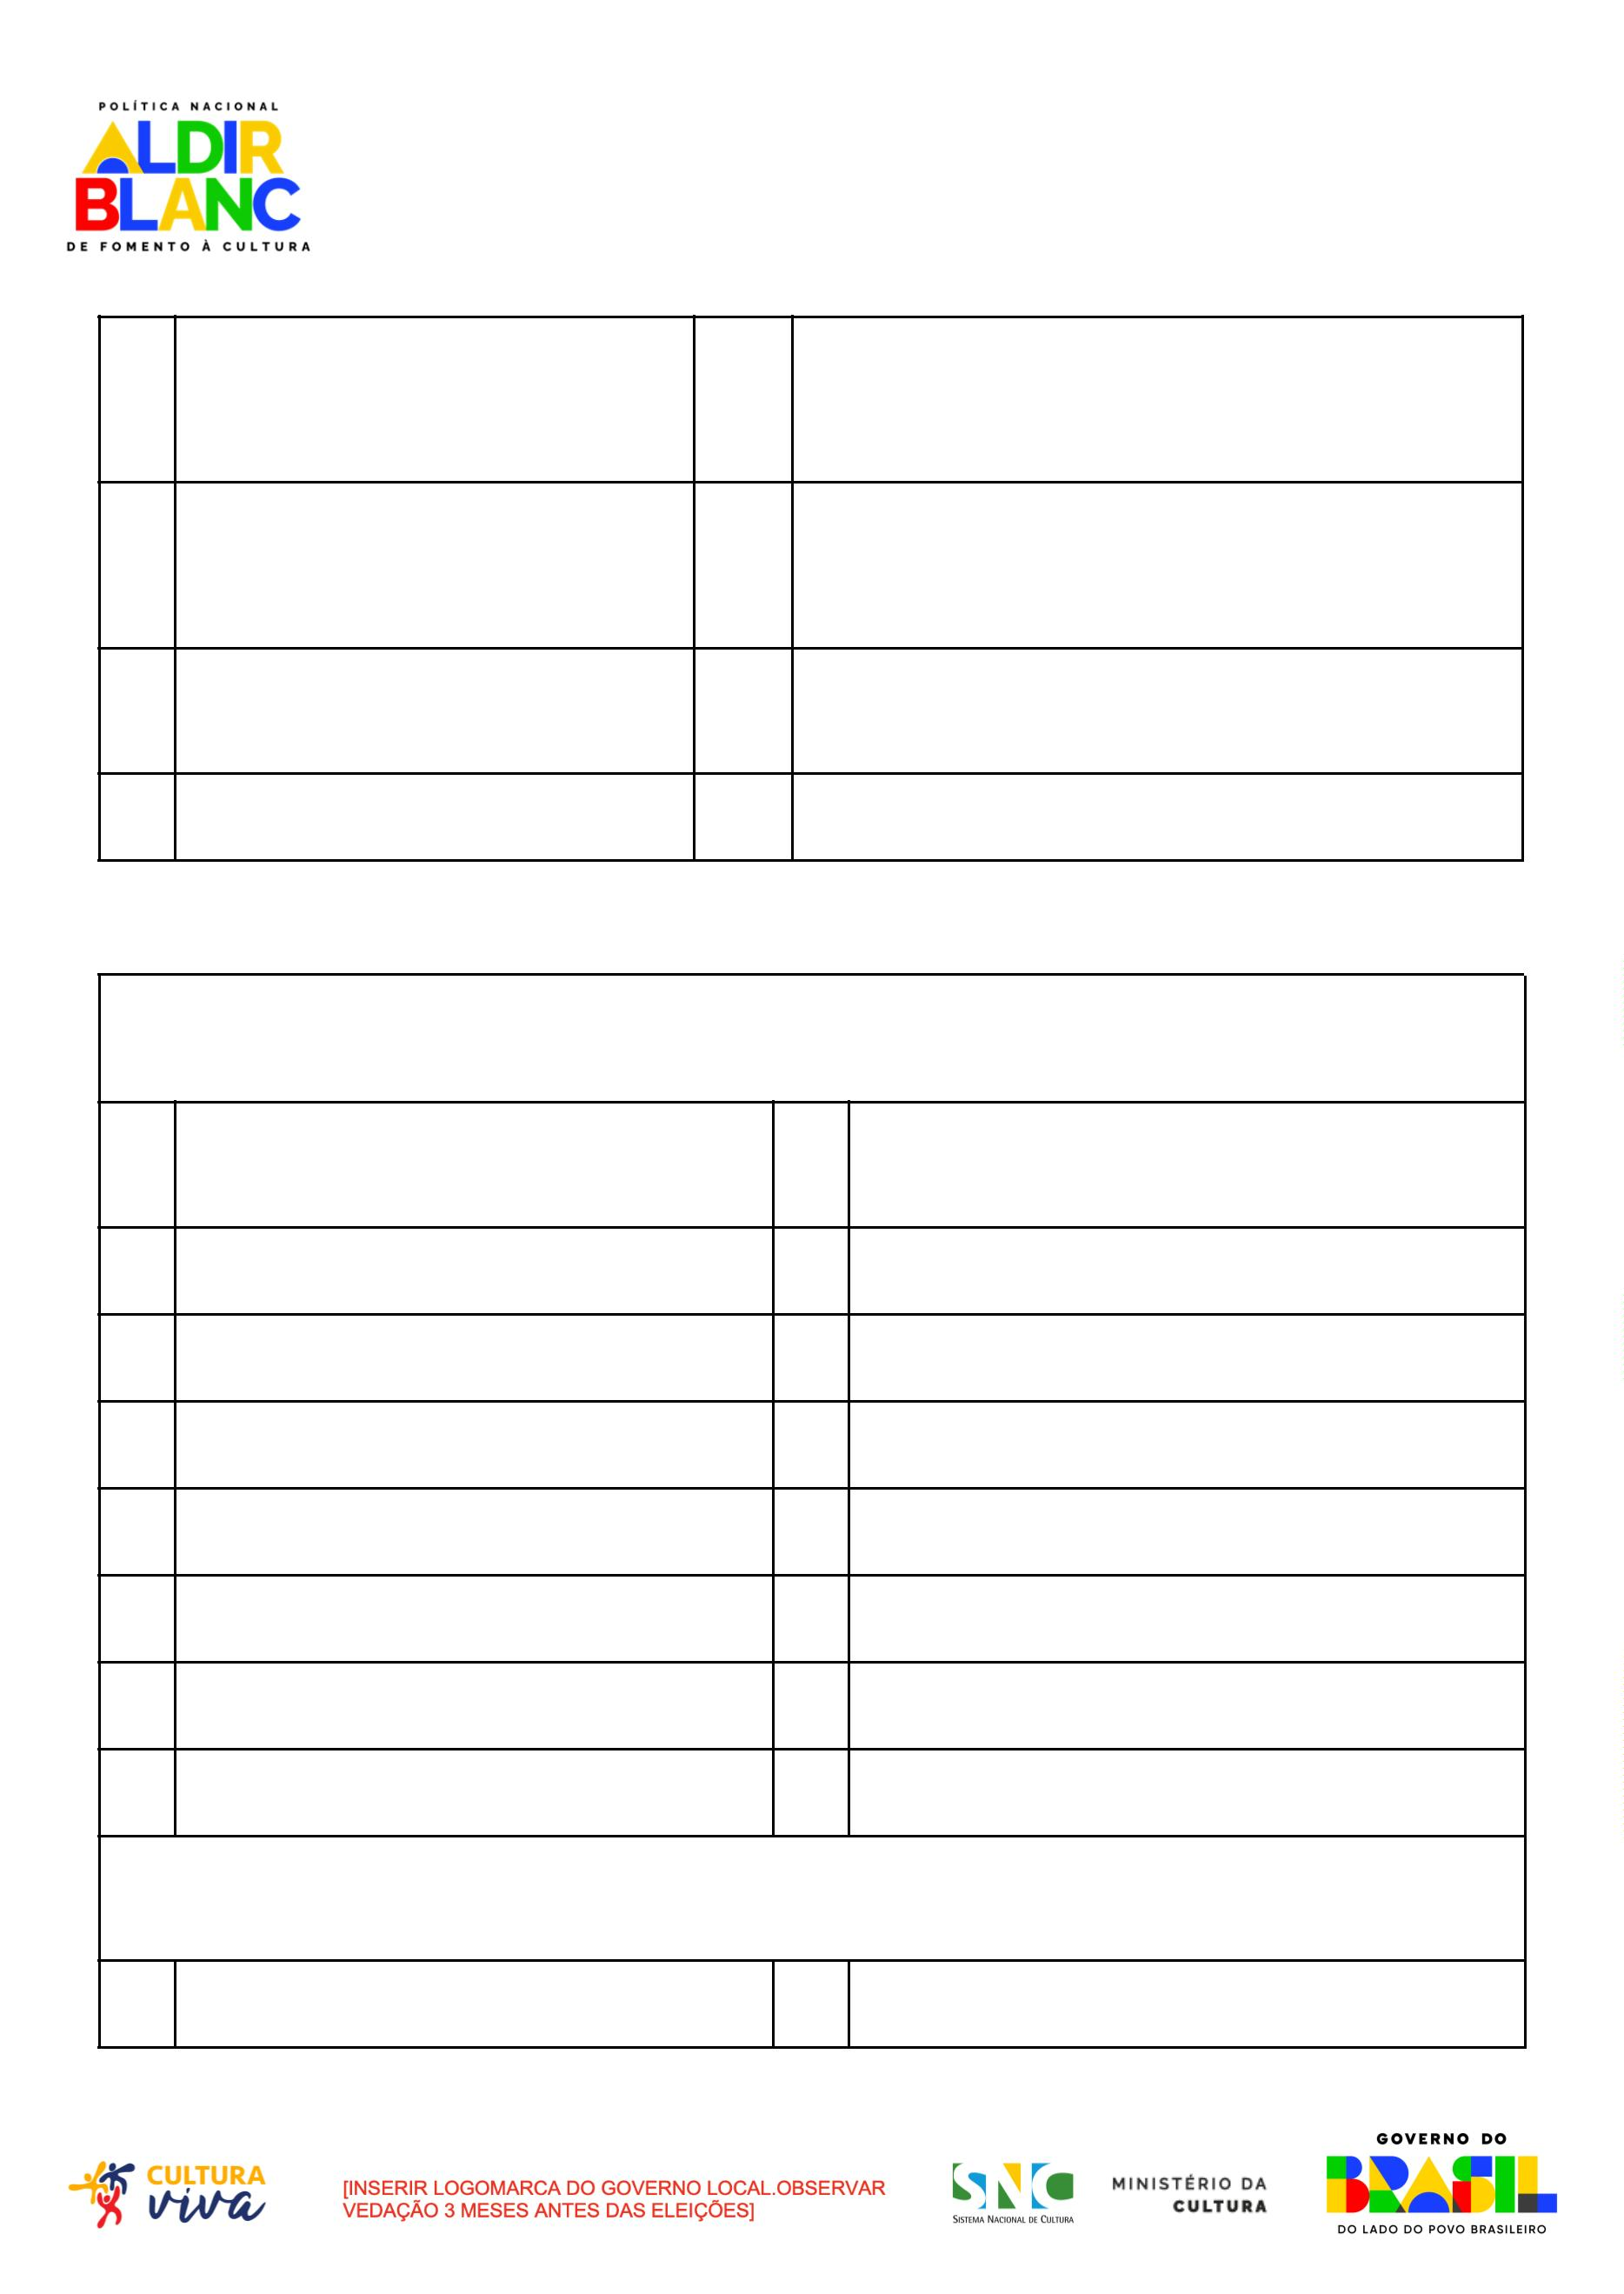 POLÍTICA NACIONAL
ALDIR
BLANC
DE FOMENTO À CULTURA
CULTURA
viva
[INSERIR LOGOMARCA DO GOVERNO LOCAL.OBSERVAR
VEDAÇÃO 3 MESES ANTES DAS ELEIÇÕES]
SNC
SISTEMA NACIONAL DE CULTURA
MINISTÉRIO DA
CULTURA
GOVERNO DO
BRASIL
DO LADO DO POVO BRASILEIRO